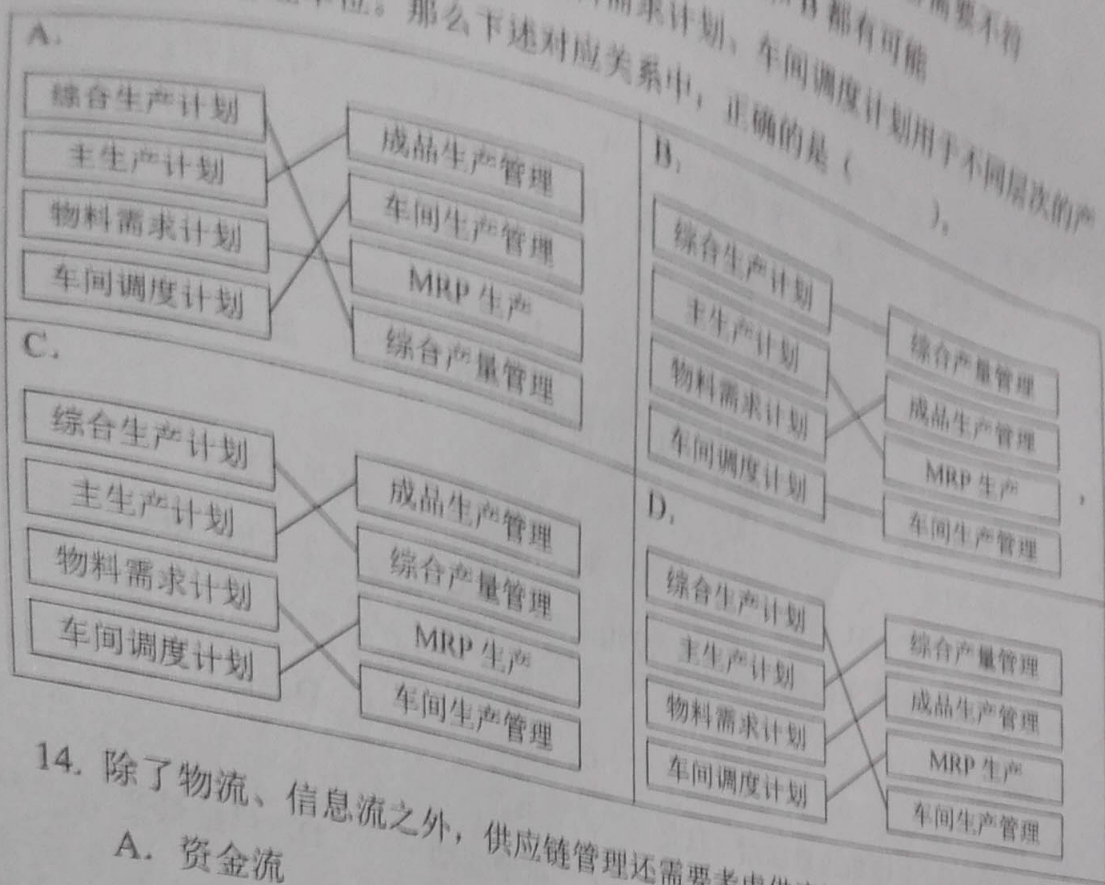 需要不符
都有可能
需求计划、车间调度计划用于不同层次的产
单位。那么下述对应关系中，正确的是（ ）。
A.
综合生产计划
主生产计划
物料需求计划
车间调度计划
成品生产管理
车间生产管理
MRP 生产
综合产量管理
B.
综合生产计划
主生产计划
物料需求计划
车间调度计划
综合产量管理
成品生产管理
MRP 生产
车间生产管理
C.
综合生产计划
主生产计划
物料需求计划
车间调度计划
成品生产管理
综合产量管理
MRP 生产
车间生产管理
D.
综合生产计划
主生产计划
物料需求计划
车间调度计划
综合产量管理
成品生产管理
MRP 生产
车间生产管理
14. 除了物流、信息流之外，供应链管理还需要考虑供
A. 资金流